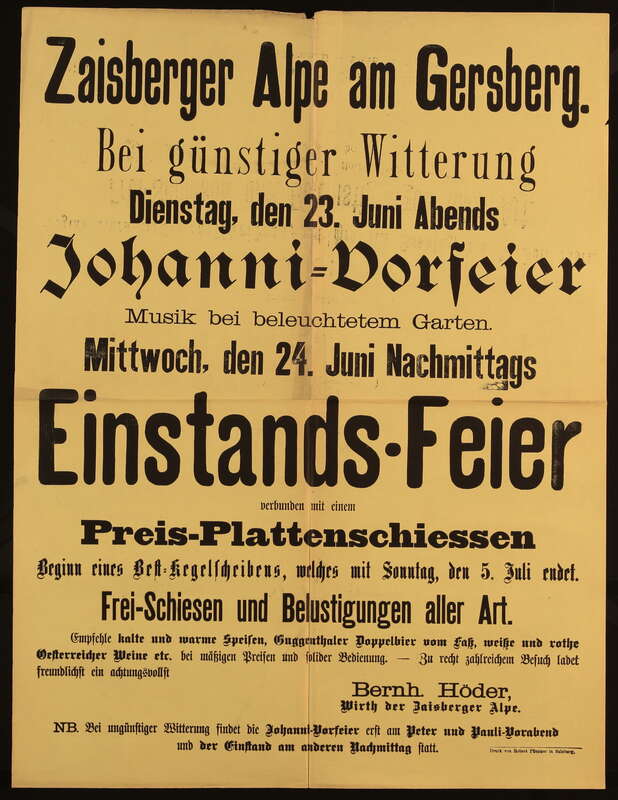 Zaisberger Alpe am Gersberg.
Bei günstiger Witterung
Dienstag, den 23. Juni Abends
Johanni=Vorfeier
Musik bei beleuchtetem Garten.
Mittwoch, den 24. Juni Nachmittags
Einstands-Feier
verbunden mit einem
Preis-Plattenschiessen
Beginn eines Best-Kegelscheibens, welches mit Sonntag, den 5. Juli endet.
Frei-Schiesen und Belustigungen aller Art.
Empfehle kalte und warme Speisen, Guggenthaler Doppelbier vom Faß, weiße und rothe
Oesterreicher Weine etc. bei mäßigen Preisen und solider Bedienung. — Zu recht zahlreichem Besuch ladet
freundlichst ein achtungsvollst
Bernh. Höder,
Wirth der Zaisberger Alpe.
NB. Bei ungünstiger Witterung findet die Johanni-Vorfeier erst am Peter und Pauli-Vorabend
und der Einstand am anderen Nachmittag statt.
Druck von Robert in Salzburg.